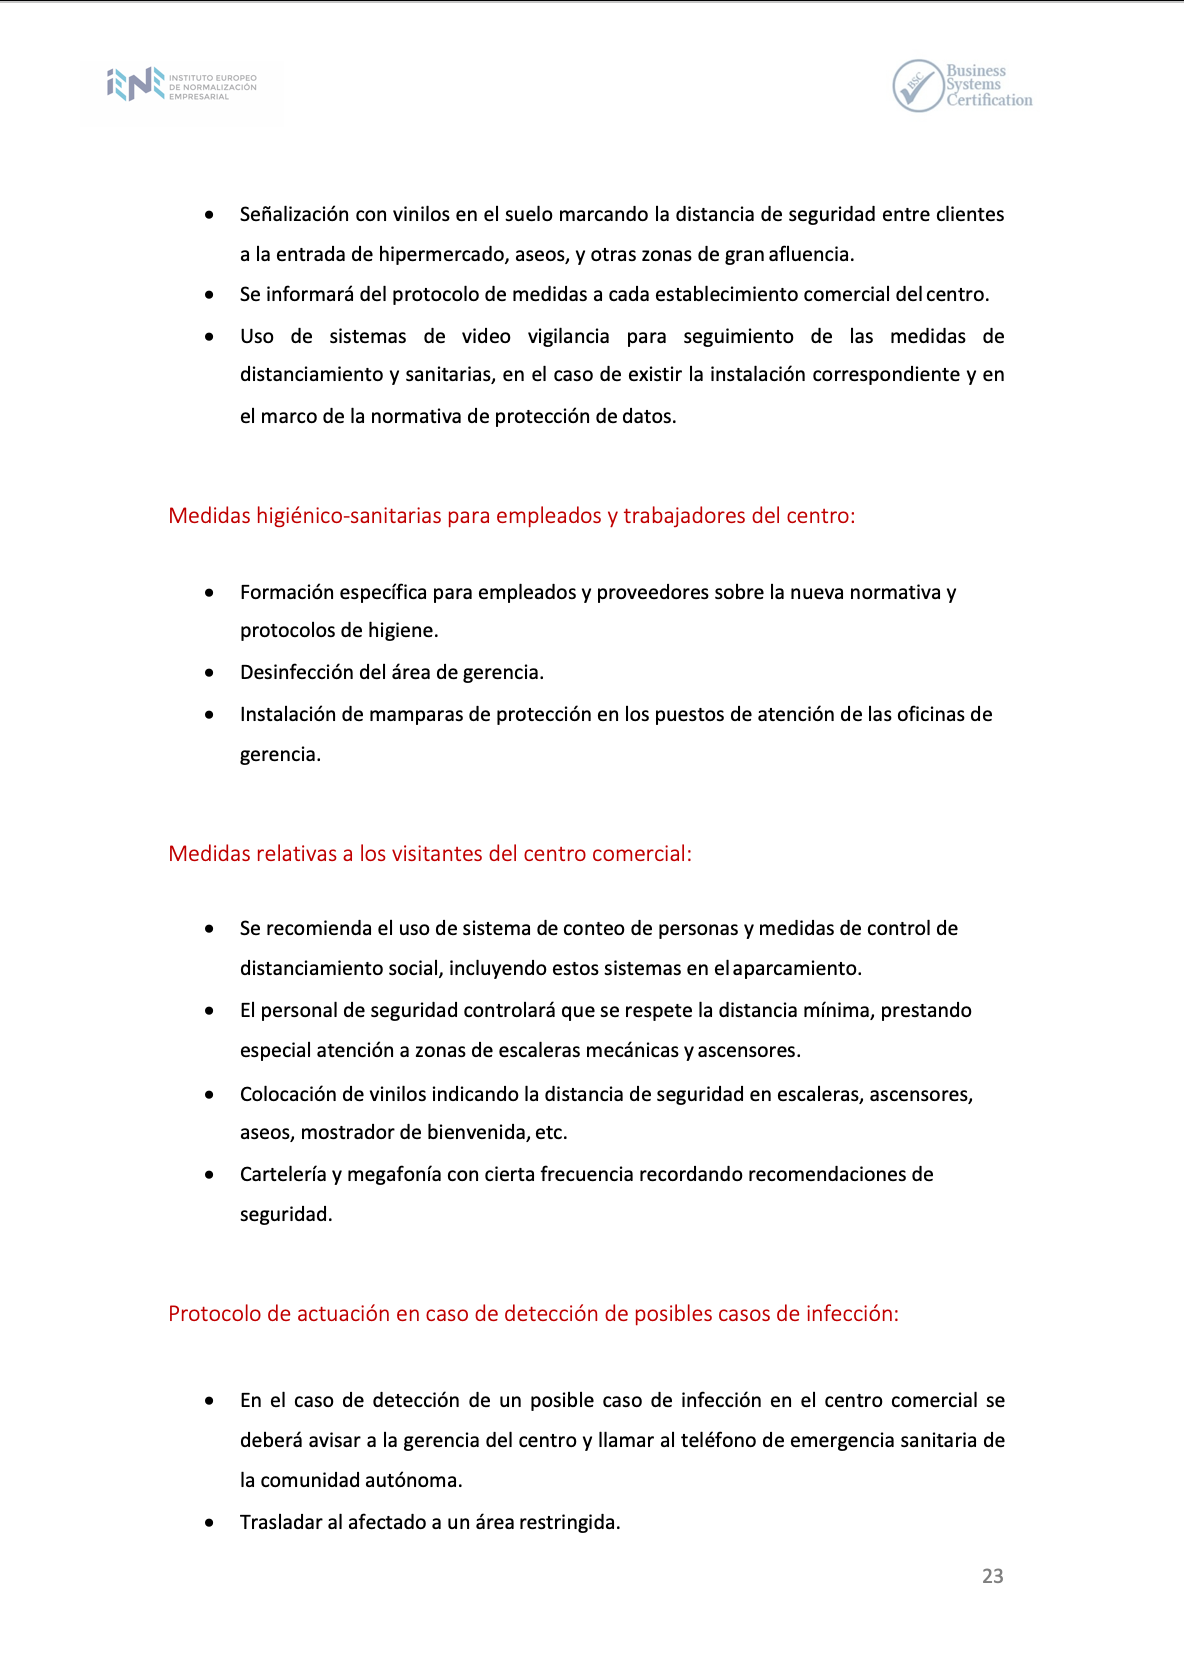 iENE INSTITUTO EUROPEO
DE NORMALIZACIÓN
EMPRESARIAL
BSC Business
Systems
Certification
• Señalización con vinilos en el suelo marcando la distancia de seguridad entre clientes
a la entrada de hipermercado, aseos, y otras zonas de gran afluencia.
• Se informará del protocolo de medidas a cada establecimiento comercial del centro.
• Uso de sistemas de video vigilancia para seguimiento de las medidas de
distanciamiento y sanitarias, en el caso de existir la instalación correspondiente y en
el marco de la normativa de protección de datos.
Medidas higiénico-sanitarias para empleados y trabajadores del centro:
• Formación específica para empleados y proveedores sobre la nueva normativa y
protocolos de higiene.
• Desinfección del área de gerencia.
• Instalación de mamparas de protección en los puestos de atención de las oficinas de
gerencia.
Medidas relativas a los visitantes del centro comercial:
• Se recomienda el uso de sistema de conteo de personas y medidas de control de
distanciamiento social, incluyendo estos sistemas en el aparcamiento.
• El personal de seguridad controlará que se respete la distancia mínima, prestando
especial atención a zonas de escaleras mecánicas y ascensores.
• Colocación de vinilos indicando la distancia de seguridad en escaleras, ascensores,
aseos, mostrador de bienvenida, etc.
• Cartelería y megafonía con cierta frecuencia recordando recomendaciones de
seguridad.
Protocolo de actuación en caso de detección de posibles casos de infección:
• En el caso de detección de un posible caso de infección en el centro comercial se
deberá avisar a la gerencia del centro y llamar al teléfono de emergencia sanitaria de
la comunidad autónoma.
• Trasladar al afectado a un área restringida.
23